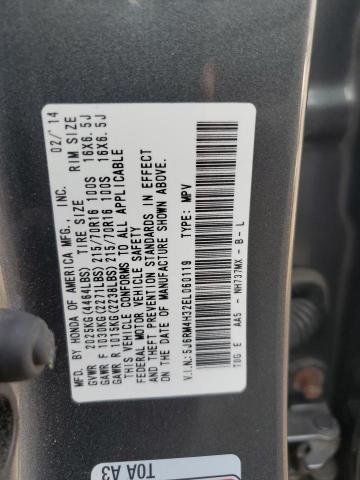 MFD. BY HONDA OF AMERICA MFG., INC. 02/'14
TIRE SIZE RIM SIZE
GVWR 2025KG(4464LBS)
GAWR F 1030KG(2271LBS) 215/70R16 100S 16X6.5J
GAWR R 1015KG(2238LBS) 215/70R16 100S 16X6.5J
THIS VEHICLE CONFORMS TO ALL APPLICABLE
FEDERAL MOTOR VEHICLE SAFETY
AND THEFT PREVENTION STANDARDS IN EFFECT
ON THE DATE OF MANUFACTURE SHOWN ABOVE.
V.I.N.:5J6RM4H32EL060119 TYPE: MPV
T0G E AA5 - NH737MX - B - L
T0A A3